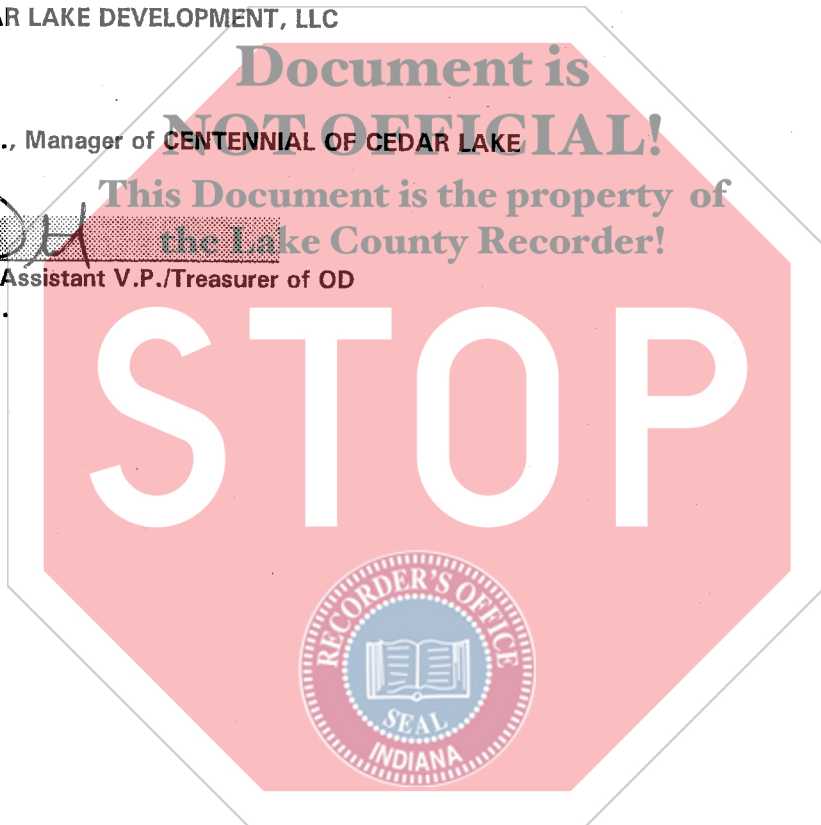 AR LAKE DEVELOPMENT, LLC
Document is
NOT OFFICIAL!
., Manager of CENTENNIAL OF CEDAR LAKE
This Document is the property of
the Lake County Recorder!
Assistant V.P./Treasurer of OD
.
STOP
RECORDER'S OFFICE
SEAL
INDIANA